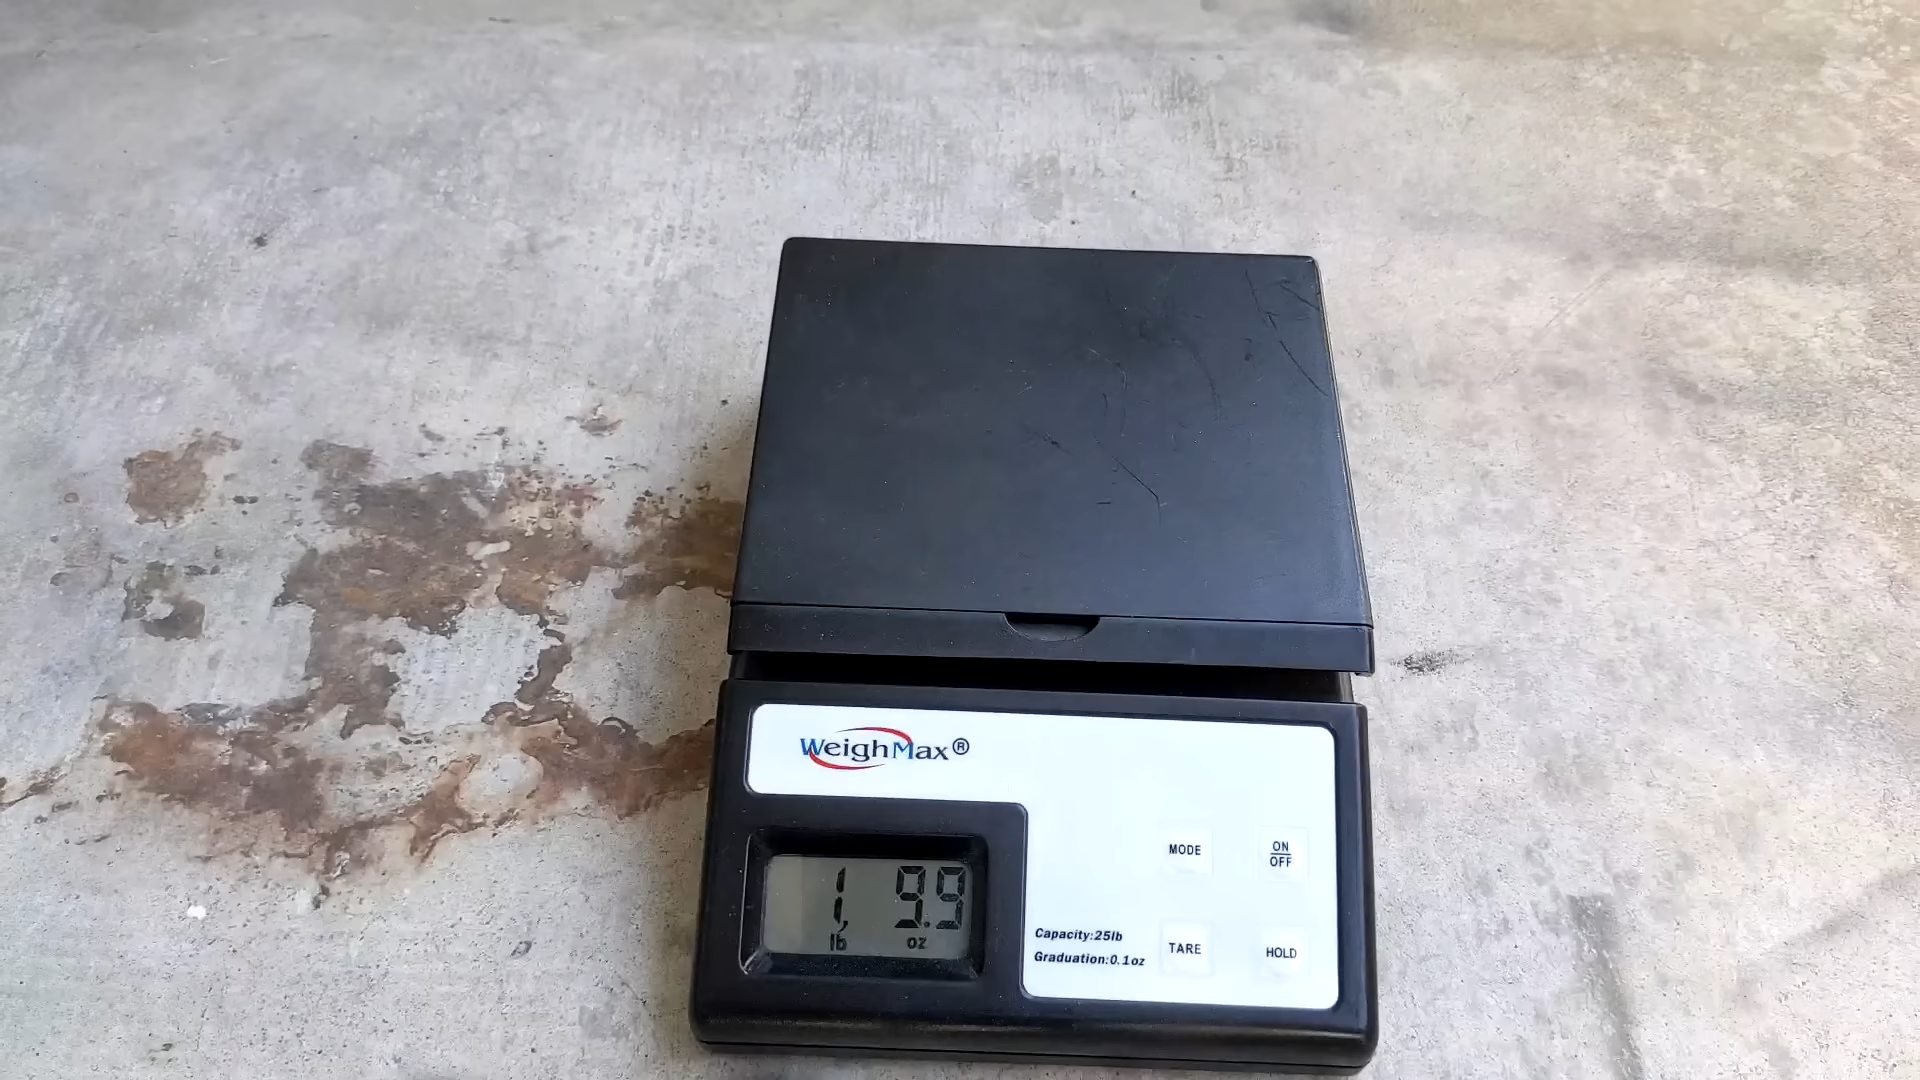 WeighMax®
MODE
ON
OFF
1, 9.9
lb oz
Capacity:25lb
Graduation:0.1oz
TARE
HOLD